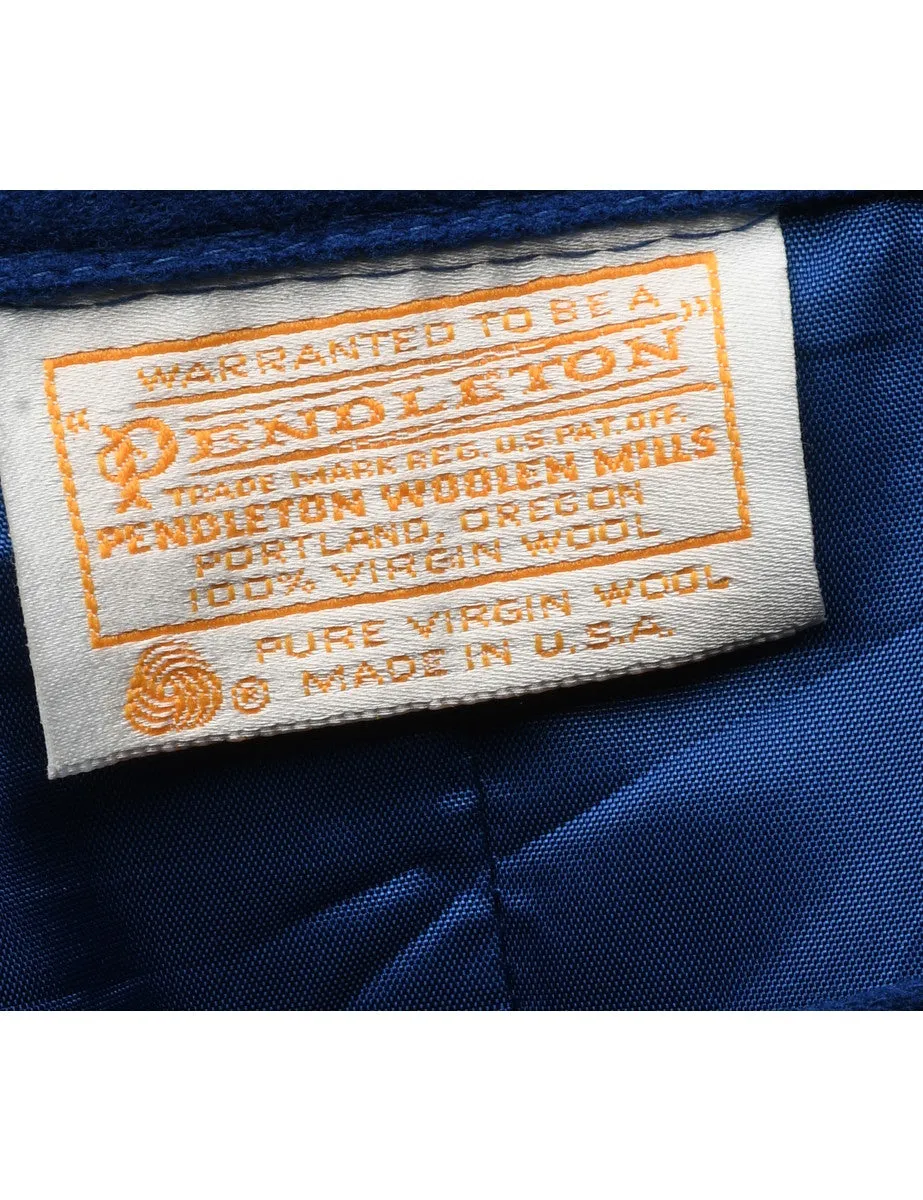 WARRANTED TO BE A
"PENDLETON"
TRADE MARK REG. U.S. PAT. OFF.
PENDLETON WOOLEN MILLS
PORTLAND, OREGON
100% VIRGIN WOOL
PURE VIRGIN WOOL
® MADE IN U.S.A.